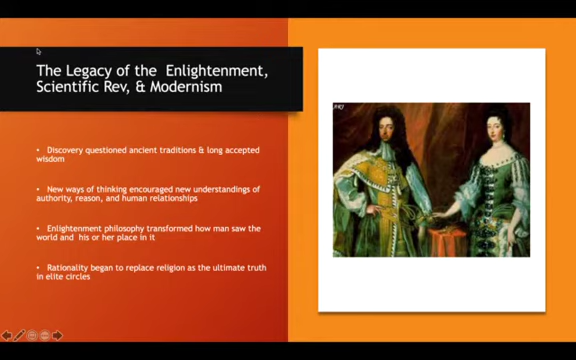 The Legacy of the Enlightenment,
Scientific Rev, & Modernism
• Discovery questioned ancient traditions & long accepted
wisdom
• New ways of thinking encouraged new understandings of
authority, reason, and human relationships
• Enlightenment philosophy transformed how man saw the
world and his or her place in it
• Rationality began to replace religion as the ultimate truth
in elite circles